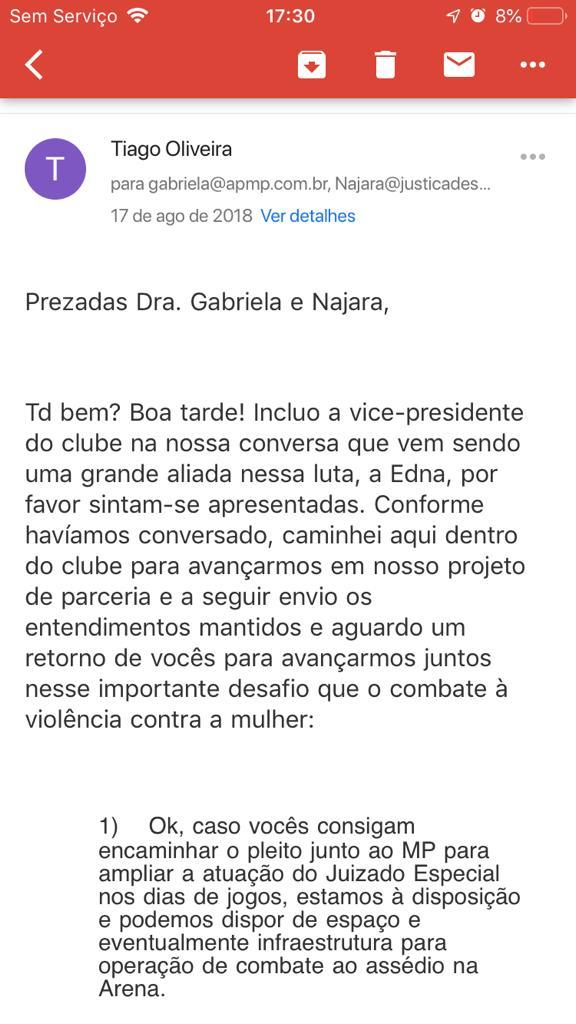 Sem Serviço 17:30 8%
T
Tiago Oliveira
para gabriela@apmp.com.br, Najara@justicades...
17 de ago de 2018 Ver detalhes
Prezadas Dra. Gabriela e Najara,
Td bem? Boa tarde! Incluo a vice-presidente
do clube na nossa conversa que vem sendo
uma grande aliada nessa luta, a Edna, por
favor sintam-se apresentadas. Conforme
havíamos conversado, caminhei aqui dentro
do clube para avançarmos em nosso projeto
de parceria e a seguir envio os
entendimentos mantidos e aguardo um
retorno de vocês para avançarmos juntos
nesse importante desafio que o combate à
violência contra a mulher:
1) Ok, caso vocês consigam
encaminhar o pleito junto ao MP para
ampliar a atuação do Juizado Especial
nos dias de jogos, estamos à disposição
e podemos dispor de espaço e
eventualmente infraestrutura para
operação de combate ao assédio na
Arena.